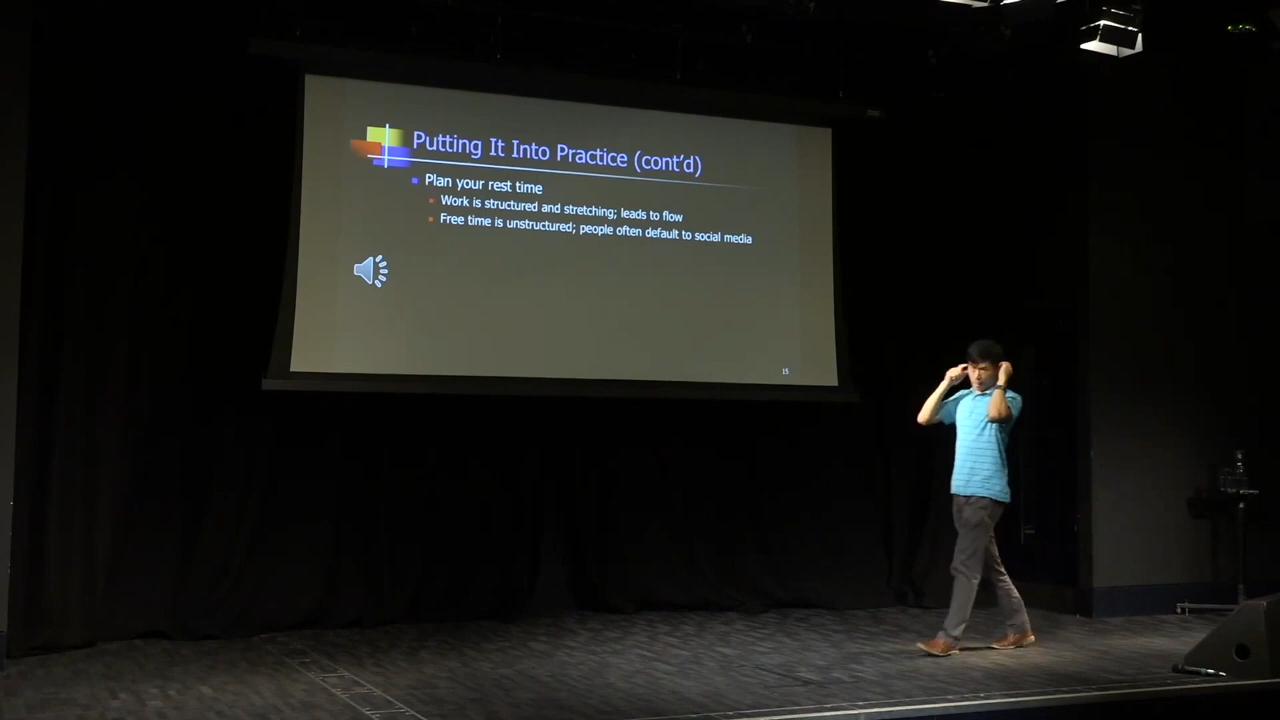 Putting It Into Practice (cont'd)
Plan your rest time
Work is structured and stretching; leads to flow
Free time is unstructured; people often default to social media
15